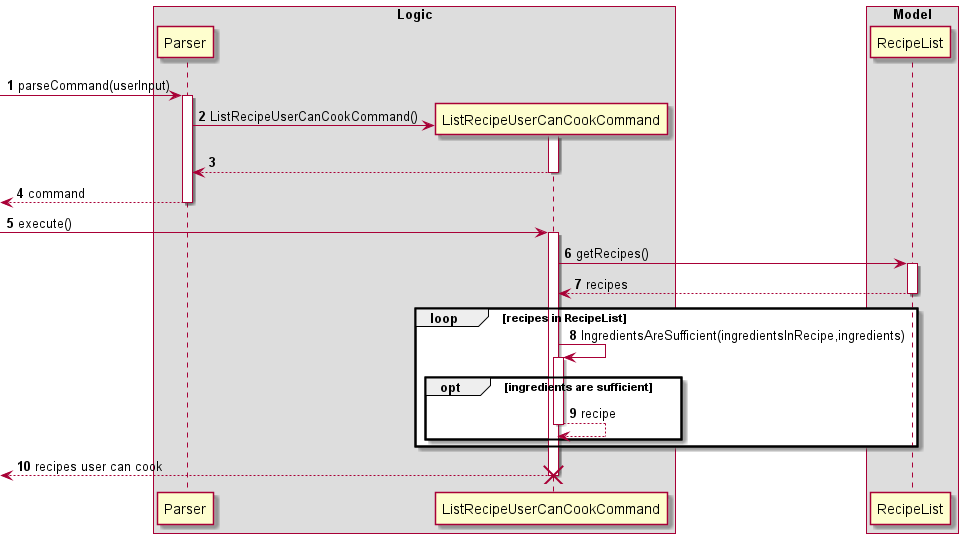 Logic
Model
Parser
RecipeList
1 parseCommand(userInput)
2 ListRecipeUserCanCookCommand()
ListRecipeUserCanCookCommand
3
4 command
5 execute()
6 getRecipes()
7 recipes
loop [recipes in RecipeList]
8 IngredientsAreSufficient(ingredientsInRecipe,ingredients)
opt [ingredients are sufficient]
9 recipe
10 recipes user can cook
Parser
ListRecipeUserCanCookCommand
RecipeList